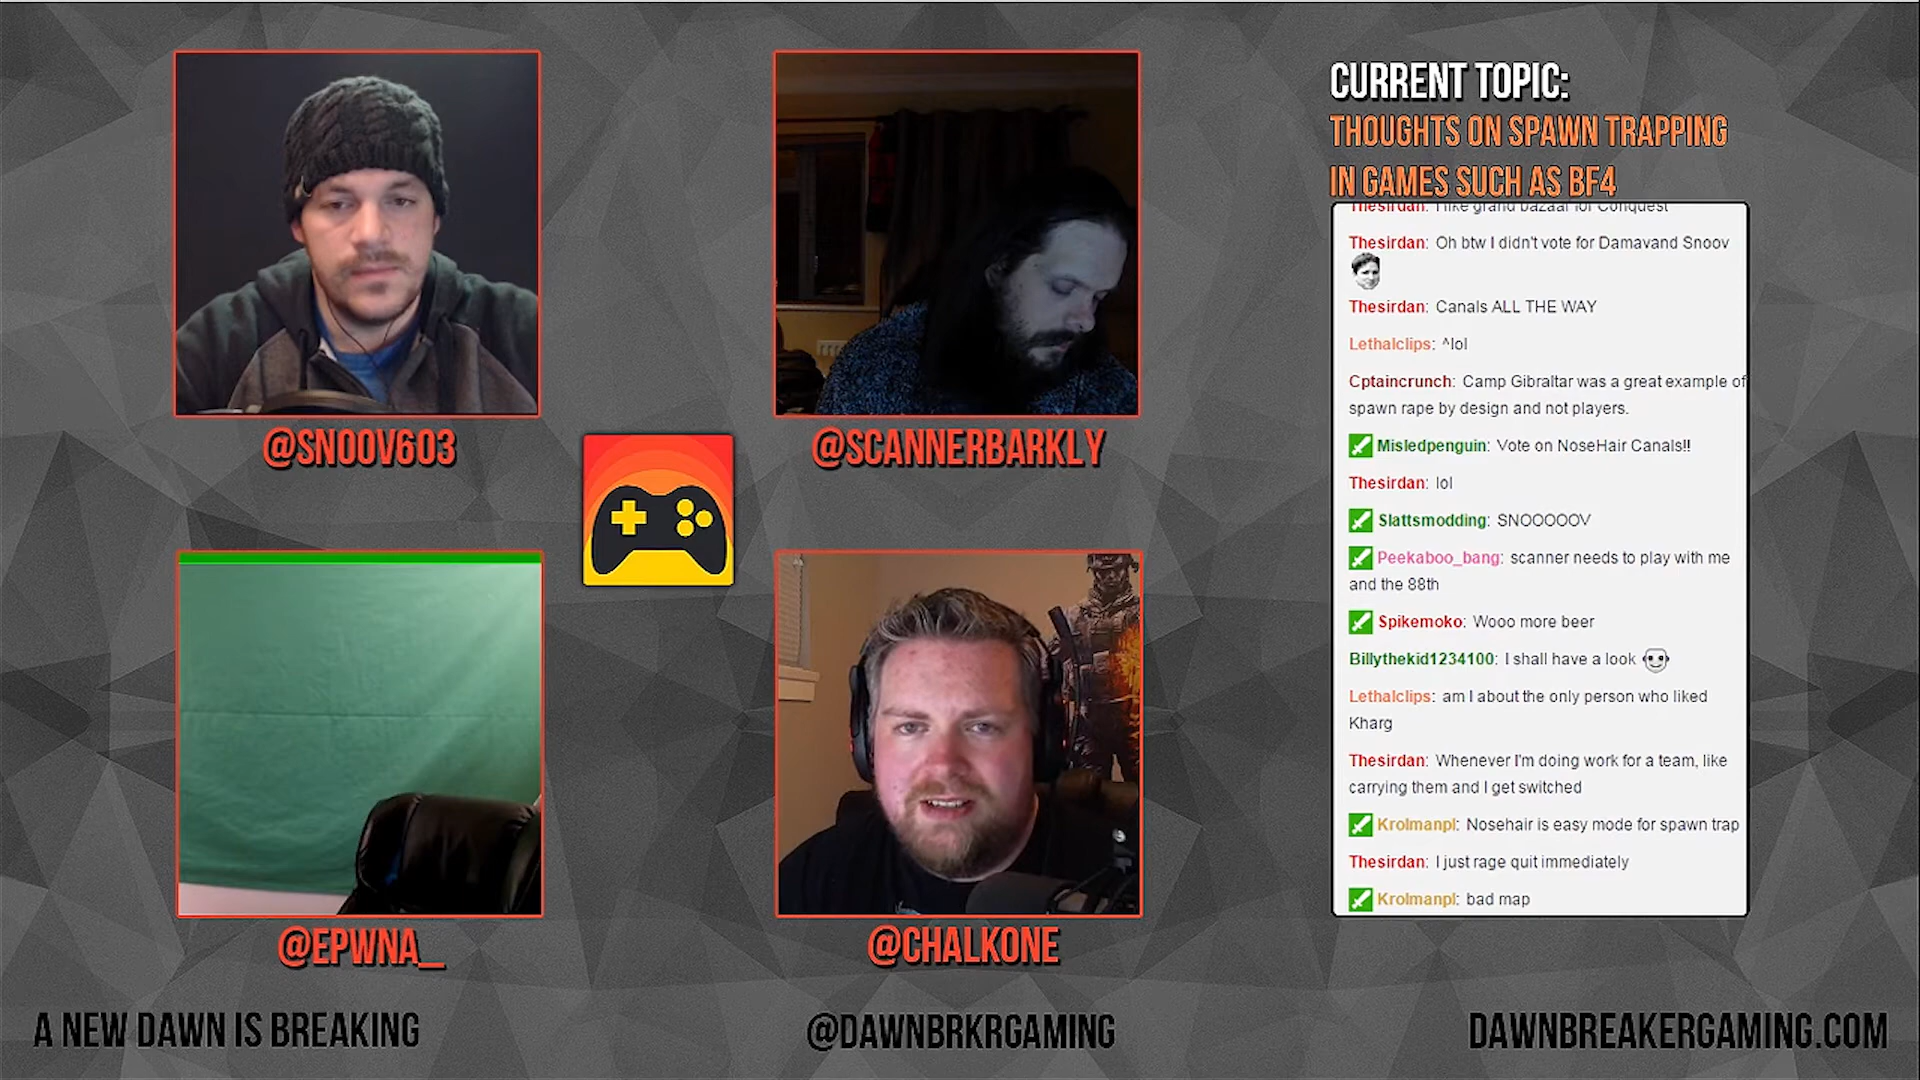 CURRENT TOPIC:
THOUGHTS ON SPAWN TRAPPING
IN GAMES SUCH AS BF4
Thesirdan: I like grand bazaar for Conquest
Thesirdan: Oh btw I didn't vote for Damavand Snoov
Thesirdan: Canals ALL THE WAY
Lethalclips: ^lol
Cptaincrunch: Camp Gibraltar was a great example of
spawn rape by design and not players.
Misledpenguin: Vote on NoseHair Canals!!
Thesirdan: lol
Slattsmodding: SNOOOOOV
Peekaboo_bang: scanner needs to play with me
and the 88th
Spikemoko: Wooo more beer
Billythekid1234100: I shall have a look
Lethalclips: am I about the only person who liked
Kharg
Thesirdan: Whenever I'm doing work for a team, like
carrying them and I get switched
Krolmanpl: Nosehair is easy mode for spawn trap
Thesirdan: I just rage quit immediately
Krolmanpl: bad map
@SNOOV603
@SCANNERBARKLY
@EPWNA_
@CHALKONE
A NEW DAWN IS BREAKING
@DAWNBRKRGAMING
DAWNBREAKERGAMING.COM